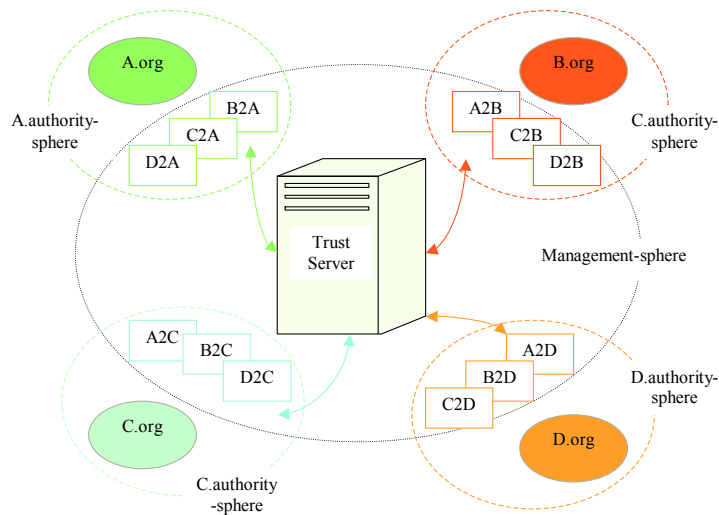 A.org
B.org
B2A
A2B
A.authority-
sphere
C.authority-
sphere
C2A
C2B
D2A
D2B
Trust
Server
Management-sphere
A2C
B2C
D2C
A2D
B2D
C2D
D.authority-
sphere
C.org
D.org
C.authority
-sphere